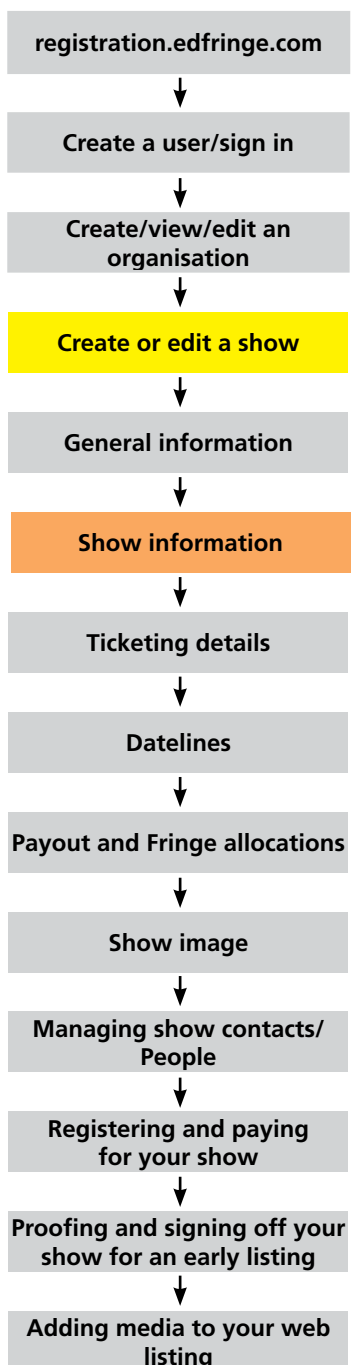 registration.edfringe.com
Create a user/sign in
Create/view/edit an
organisation
Create or edit a show
General information
Show information
Ticketing details
Datelines
Payout and Fringe allocations
Show image
Managing show contacts/
People
Registering and paying
for your show
Proofing and signing off your
show for an early listing
Adding media to your web
listing